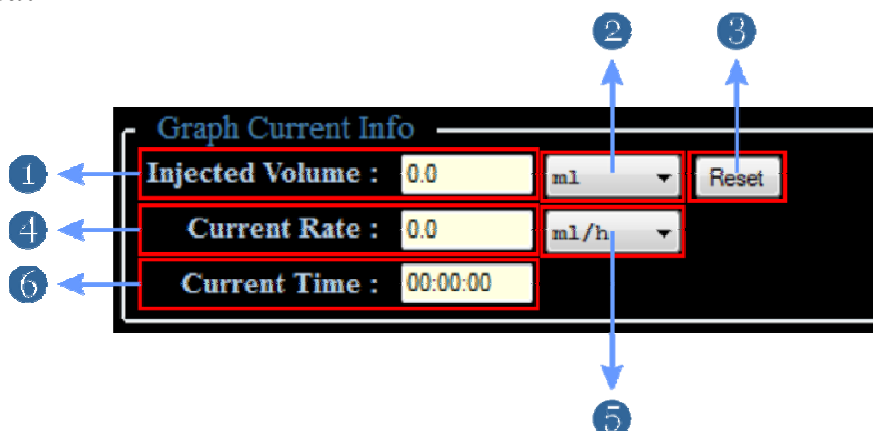 2 3
Graph Current Info
1 Injected Volume : 0.0 ml Reset
4 Current Rate : 0.0 ml/h
6 Current Time : 00:00:00
5